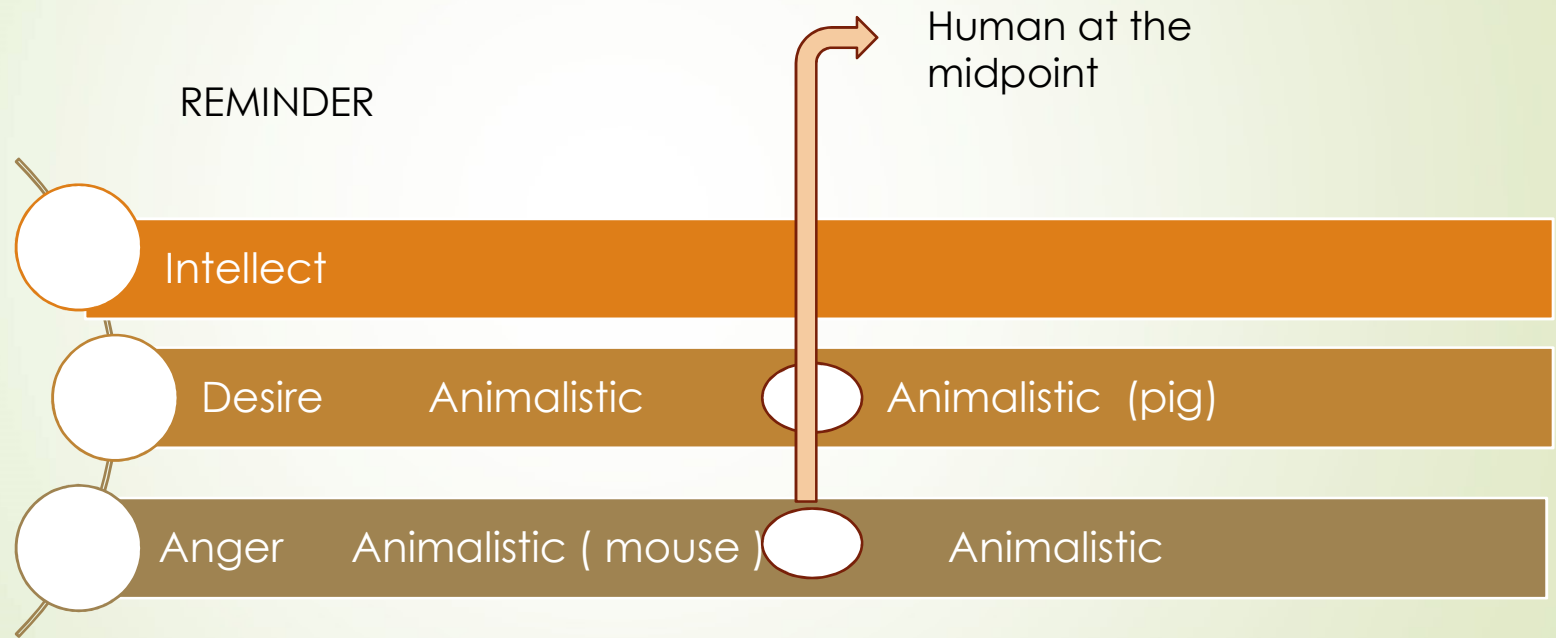 Human at the
midpoint
REMINDER
Intellect
Desire Animalistic Animalistic (pig)
Anger Animalistic ( mouse ) Animalistic